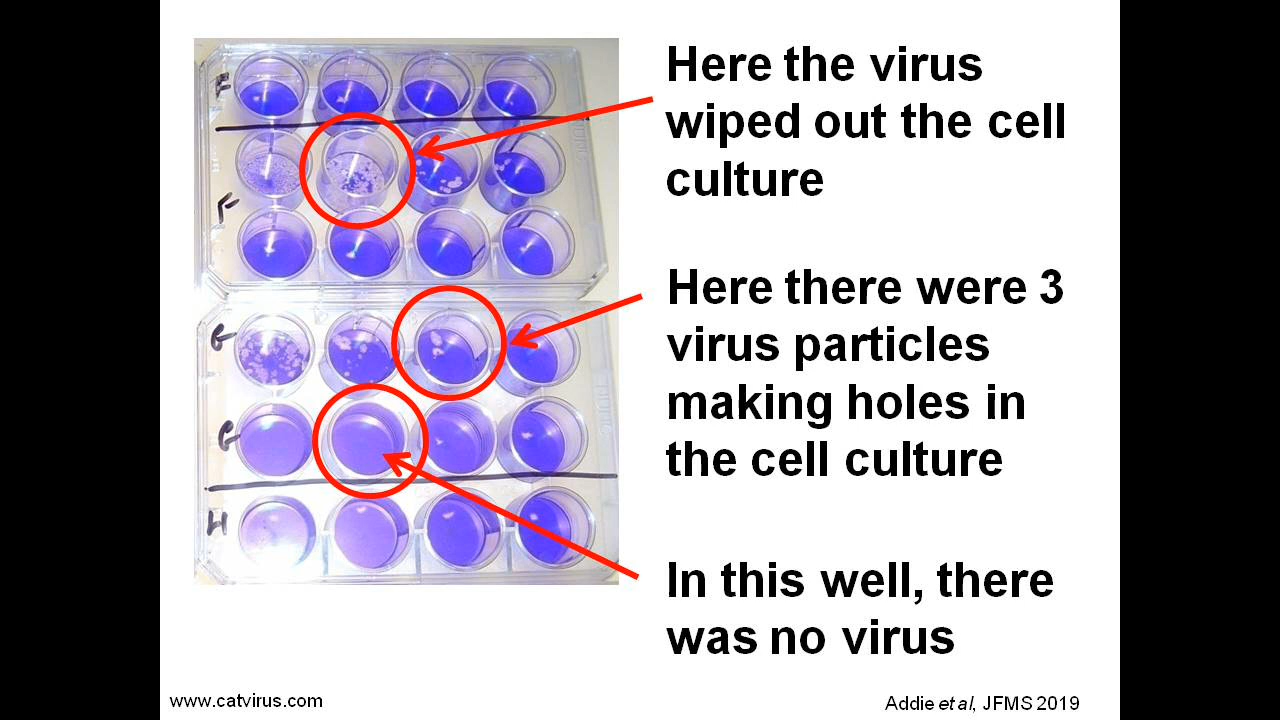 Here the virus
wiped out the cell
culture
Here there were 3
virus particles
making holes in
the cell culture
In this well, there
was no virus
F
F
G
G
H
www.catvirus.com
Addie et al, JFMS 2019